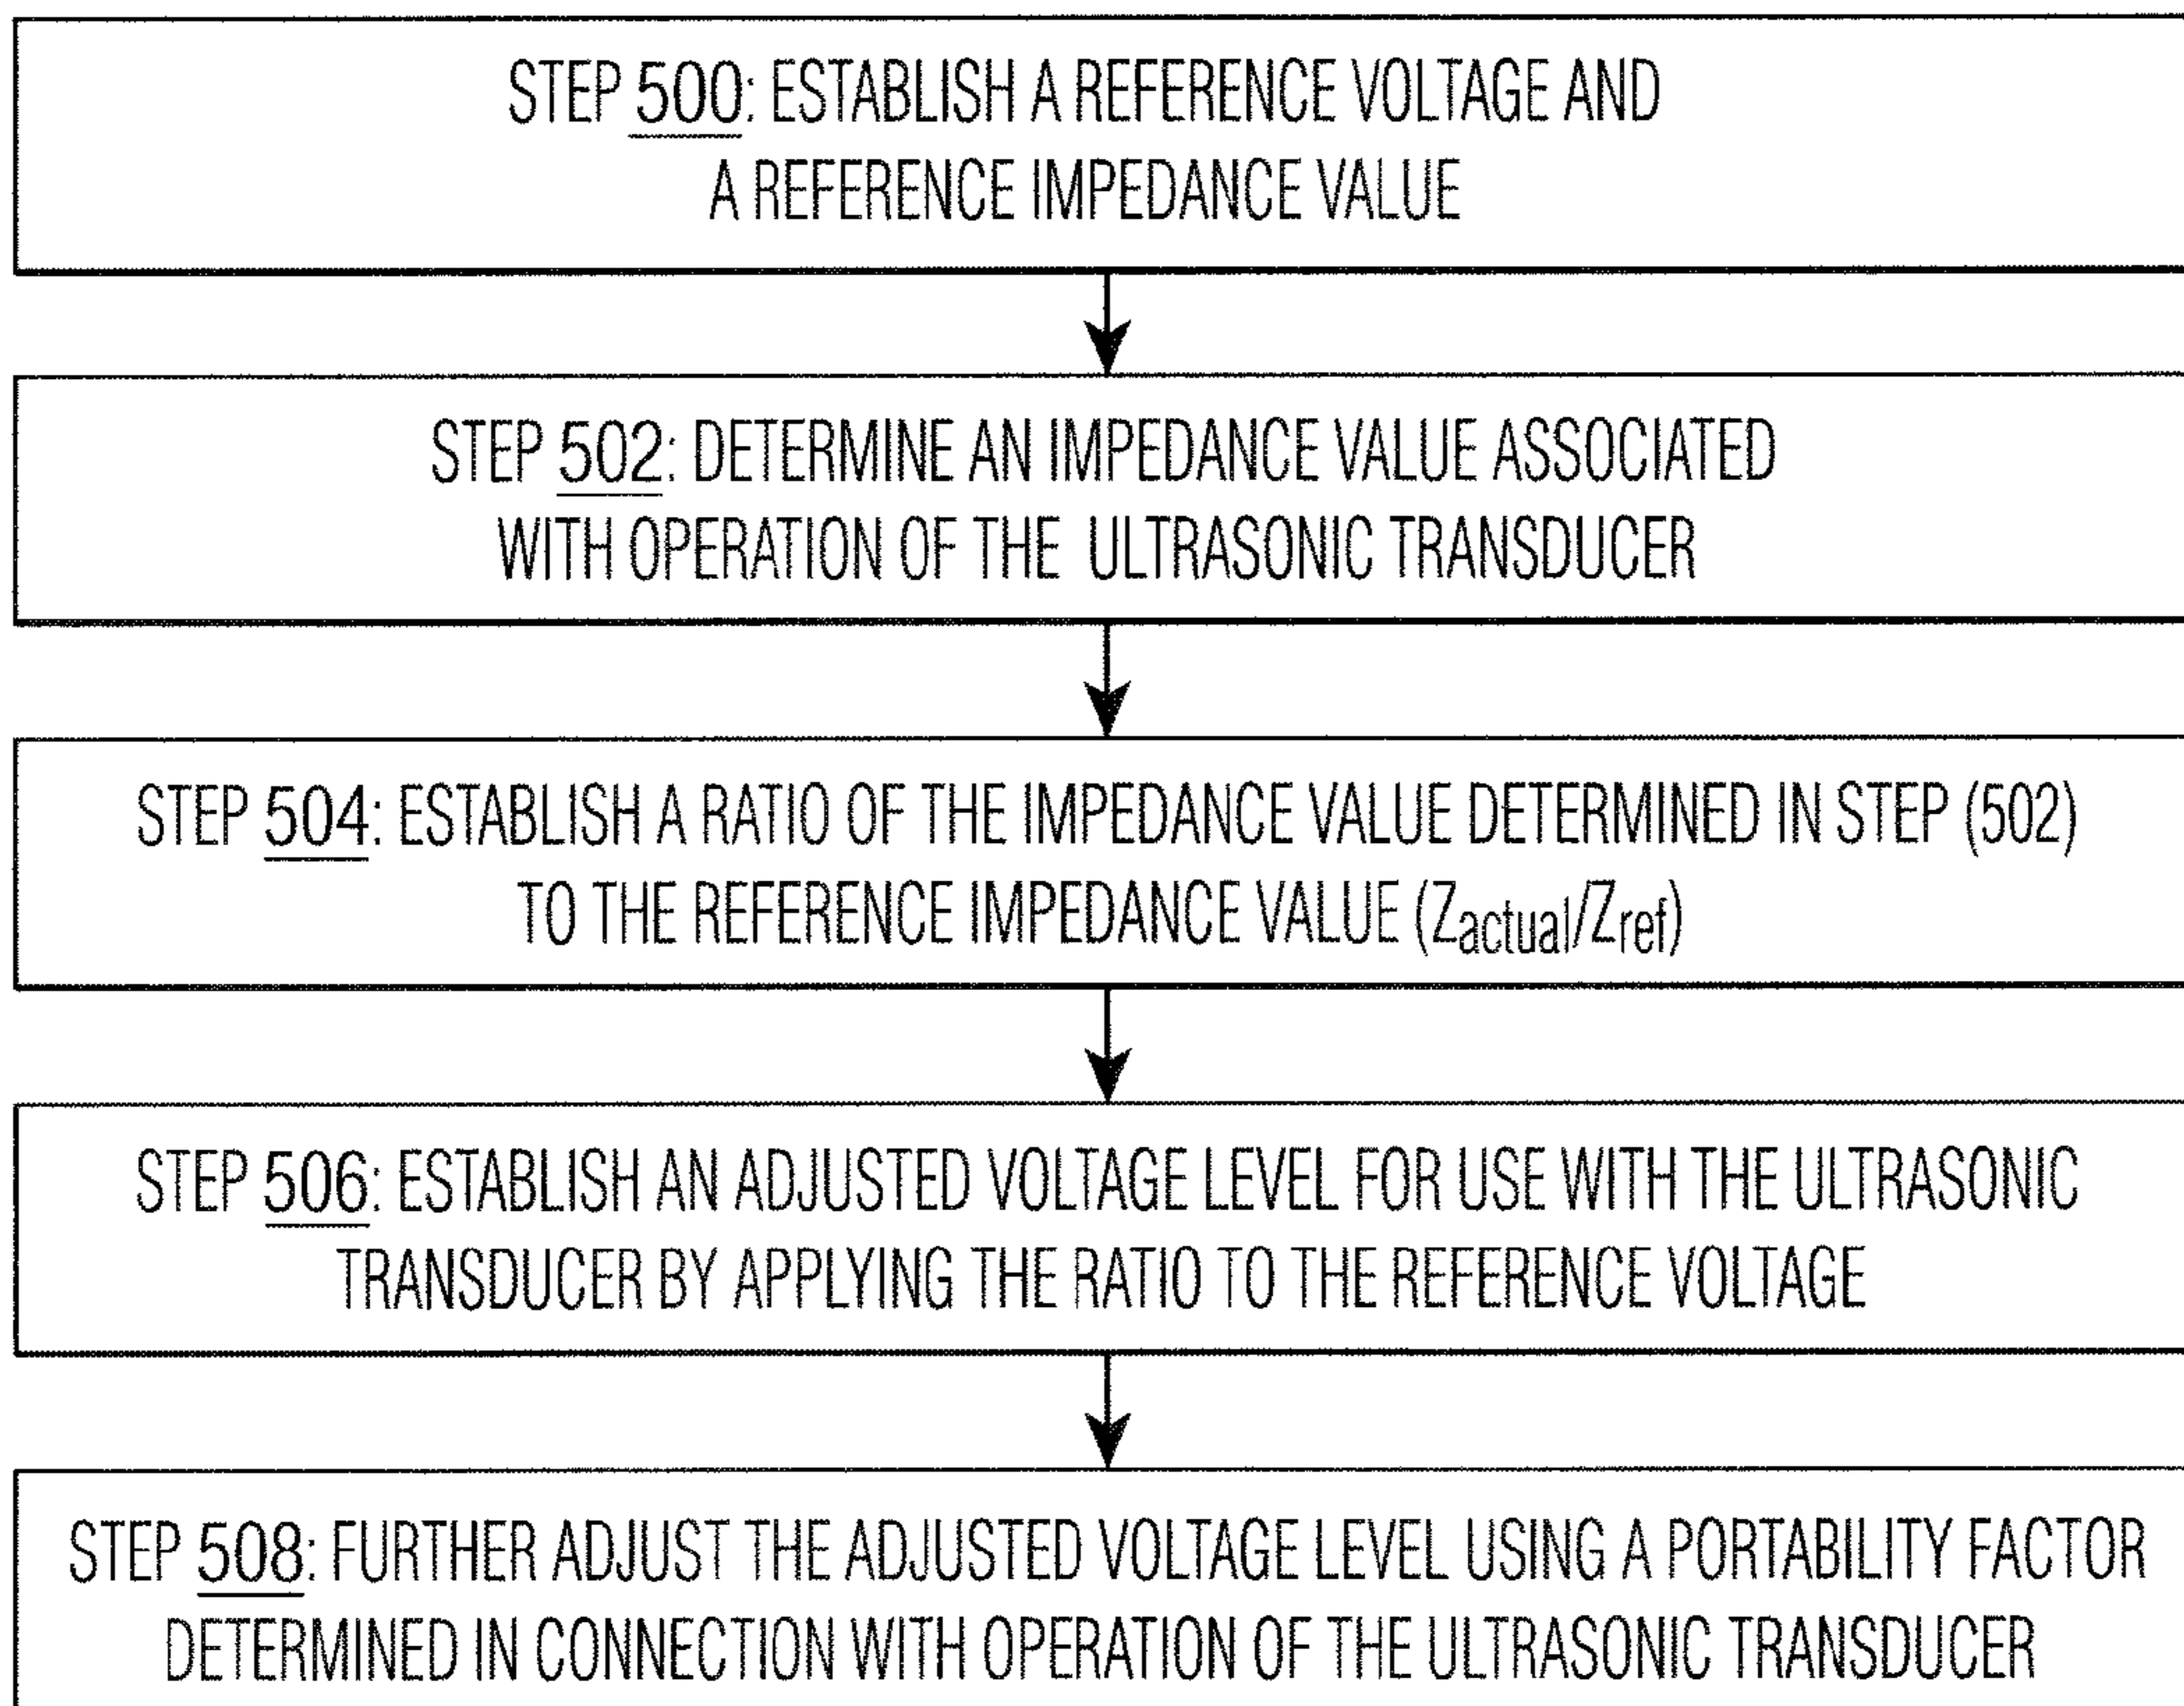 STEP 500: ESTABLISH A REFERENCE VOLTAGE AND
A REFERENCE IMPEDANCE VALUE
STEP 502: DETERMINE AN IMPEDANCE VALUE ASSOCIATED
WITH OPERATION OF THE ULTRASONIC TRANSDUCER
STEP 504: ESTABLISH A RATIO OF THE IMPEDANCE VALUE DETERMINED IN STEP (502)
TO THE REFERENCE IMPEDANCE VALUE (Zactual/Zref)
STEP 506: ESTABLISH AN ADJUSTED VOLTAGE LEVEL FOR USE WITH THE ULTRASONIC
TRANSDUCER BY APPLYING THE RATIO TO THE REFERENCE VOLTAGE
STEP 508: FURTHER ADJUST THE ADJUSTED VOLTAGE LEVEL USING A PORTABILITY FACTOR
DETERMINED IN CONNECTION WITH OPERATION OF THE ULTRASONIC TRANSDUCER